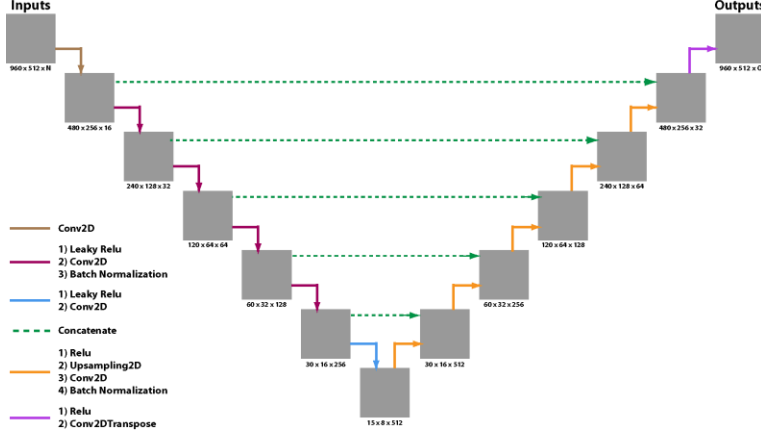 Inputs
Outputs
960 x 512 x N
960 x 512 x O
480 x 256 x 16
480 x 256 x 32
240 x 128 x 32
240 x 128 x 64
120 x 64 x 64
120 x 64 x 128
60 x 32 x 128
60 x 32 x 256
30 x 16 x 256
30 x 16 x 512
15 x 8 x 512
Conv2D
1) Leaky Relu
2) Conv2D
3) Batch Normalization
1) Leaky Relu
2) Conv2D
Concatenate
1) Relu
2) Upsampling2D
3) Conv2D
4) Batch Normalization
1) Relu
2) Conv2DTranspose